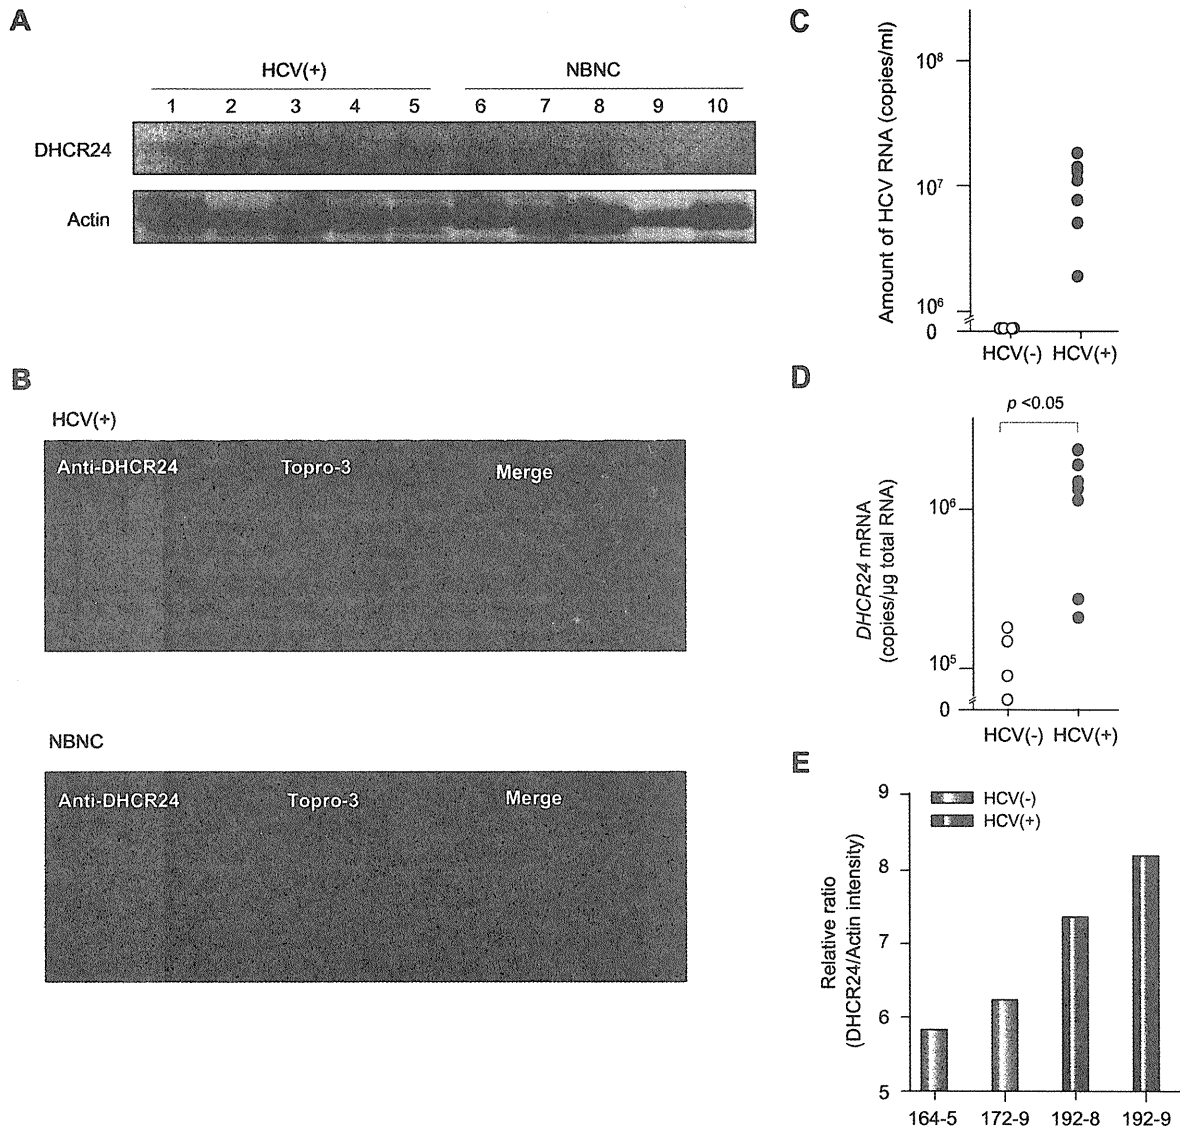 A
HCV(+) NBNC
1 2 3 4 5 6 7 8 9 10
DHCR24
Actin
B
HCV(+)
Anti-DHCR24 Topro-3 Merge
NBNC
Anti-DHCR24 Topro-3 Merge
C
Amount of HCV RNA (copies/ml)
10⁸
10⁷
10⁶
0
HCV(-) HCV(+)
D
p <0.05
DHCR24 mRNA
(copies/µg total RNA)
10⁶
10⁵
0
HCV(-) HCV(+)
E
Relative ratio
(DHCR24/Actin intensity)
9
8
7
6
5
HCV(-)
HCV(+)
164-5 172-9 192-8 192-9